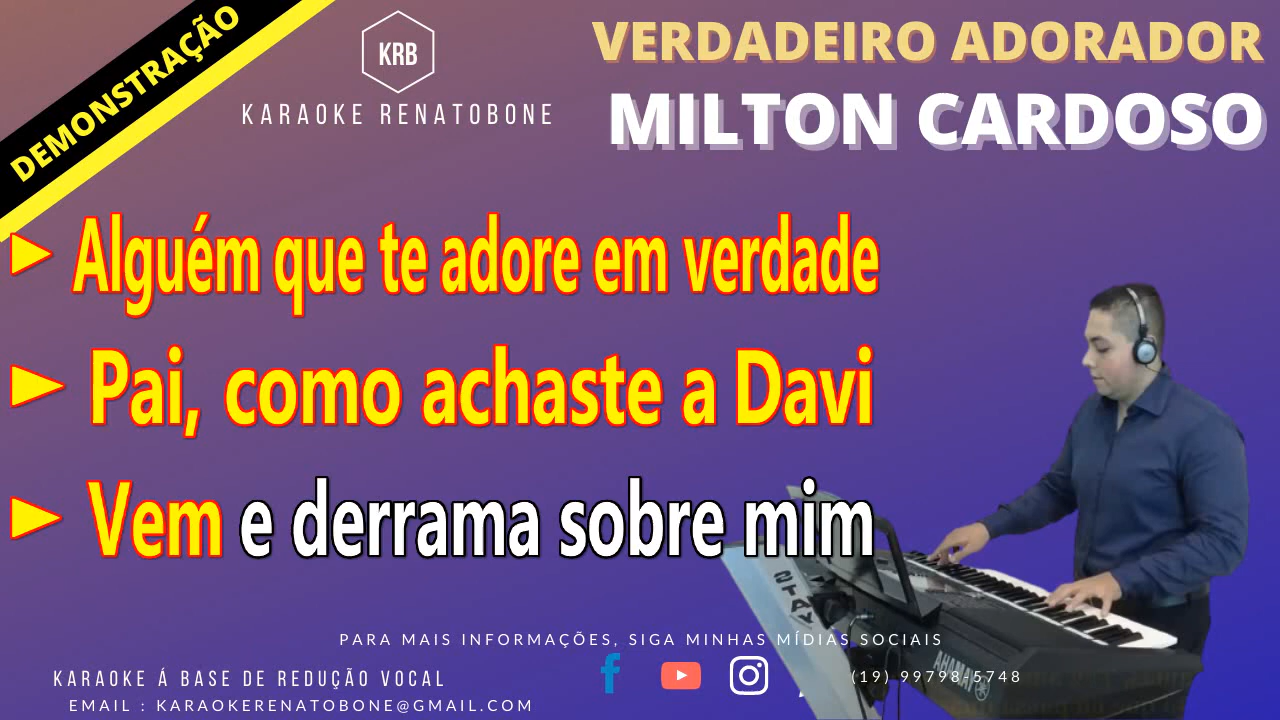 DEMONSTRAÇÃO
KRB
KARAOKE RENATOBONE
VERDADEIRO ADORADOR
MILTON CARDOSO
Alguém que te adore em verdade
Pai, como achaste a Davi
Vem e derrama sobre mim
PARA MAIS INFORMAÇÕES, SIGA MINHAS MÍDIAS SOCIAIS
(19) 99798-5748
KARAOKE Á BASE DE REDUÇÃO VOCAL
EMAIL : KARAOKERENATOBONE@GMAIL.COM
YAMAHA